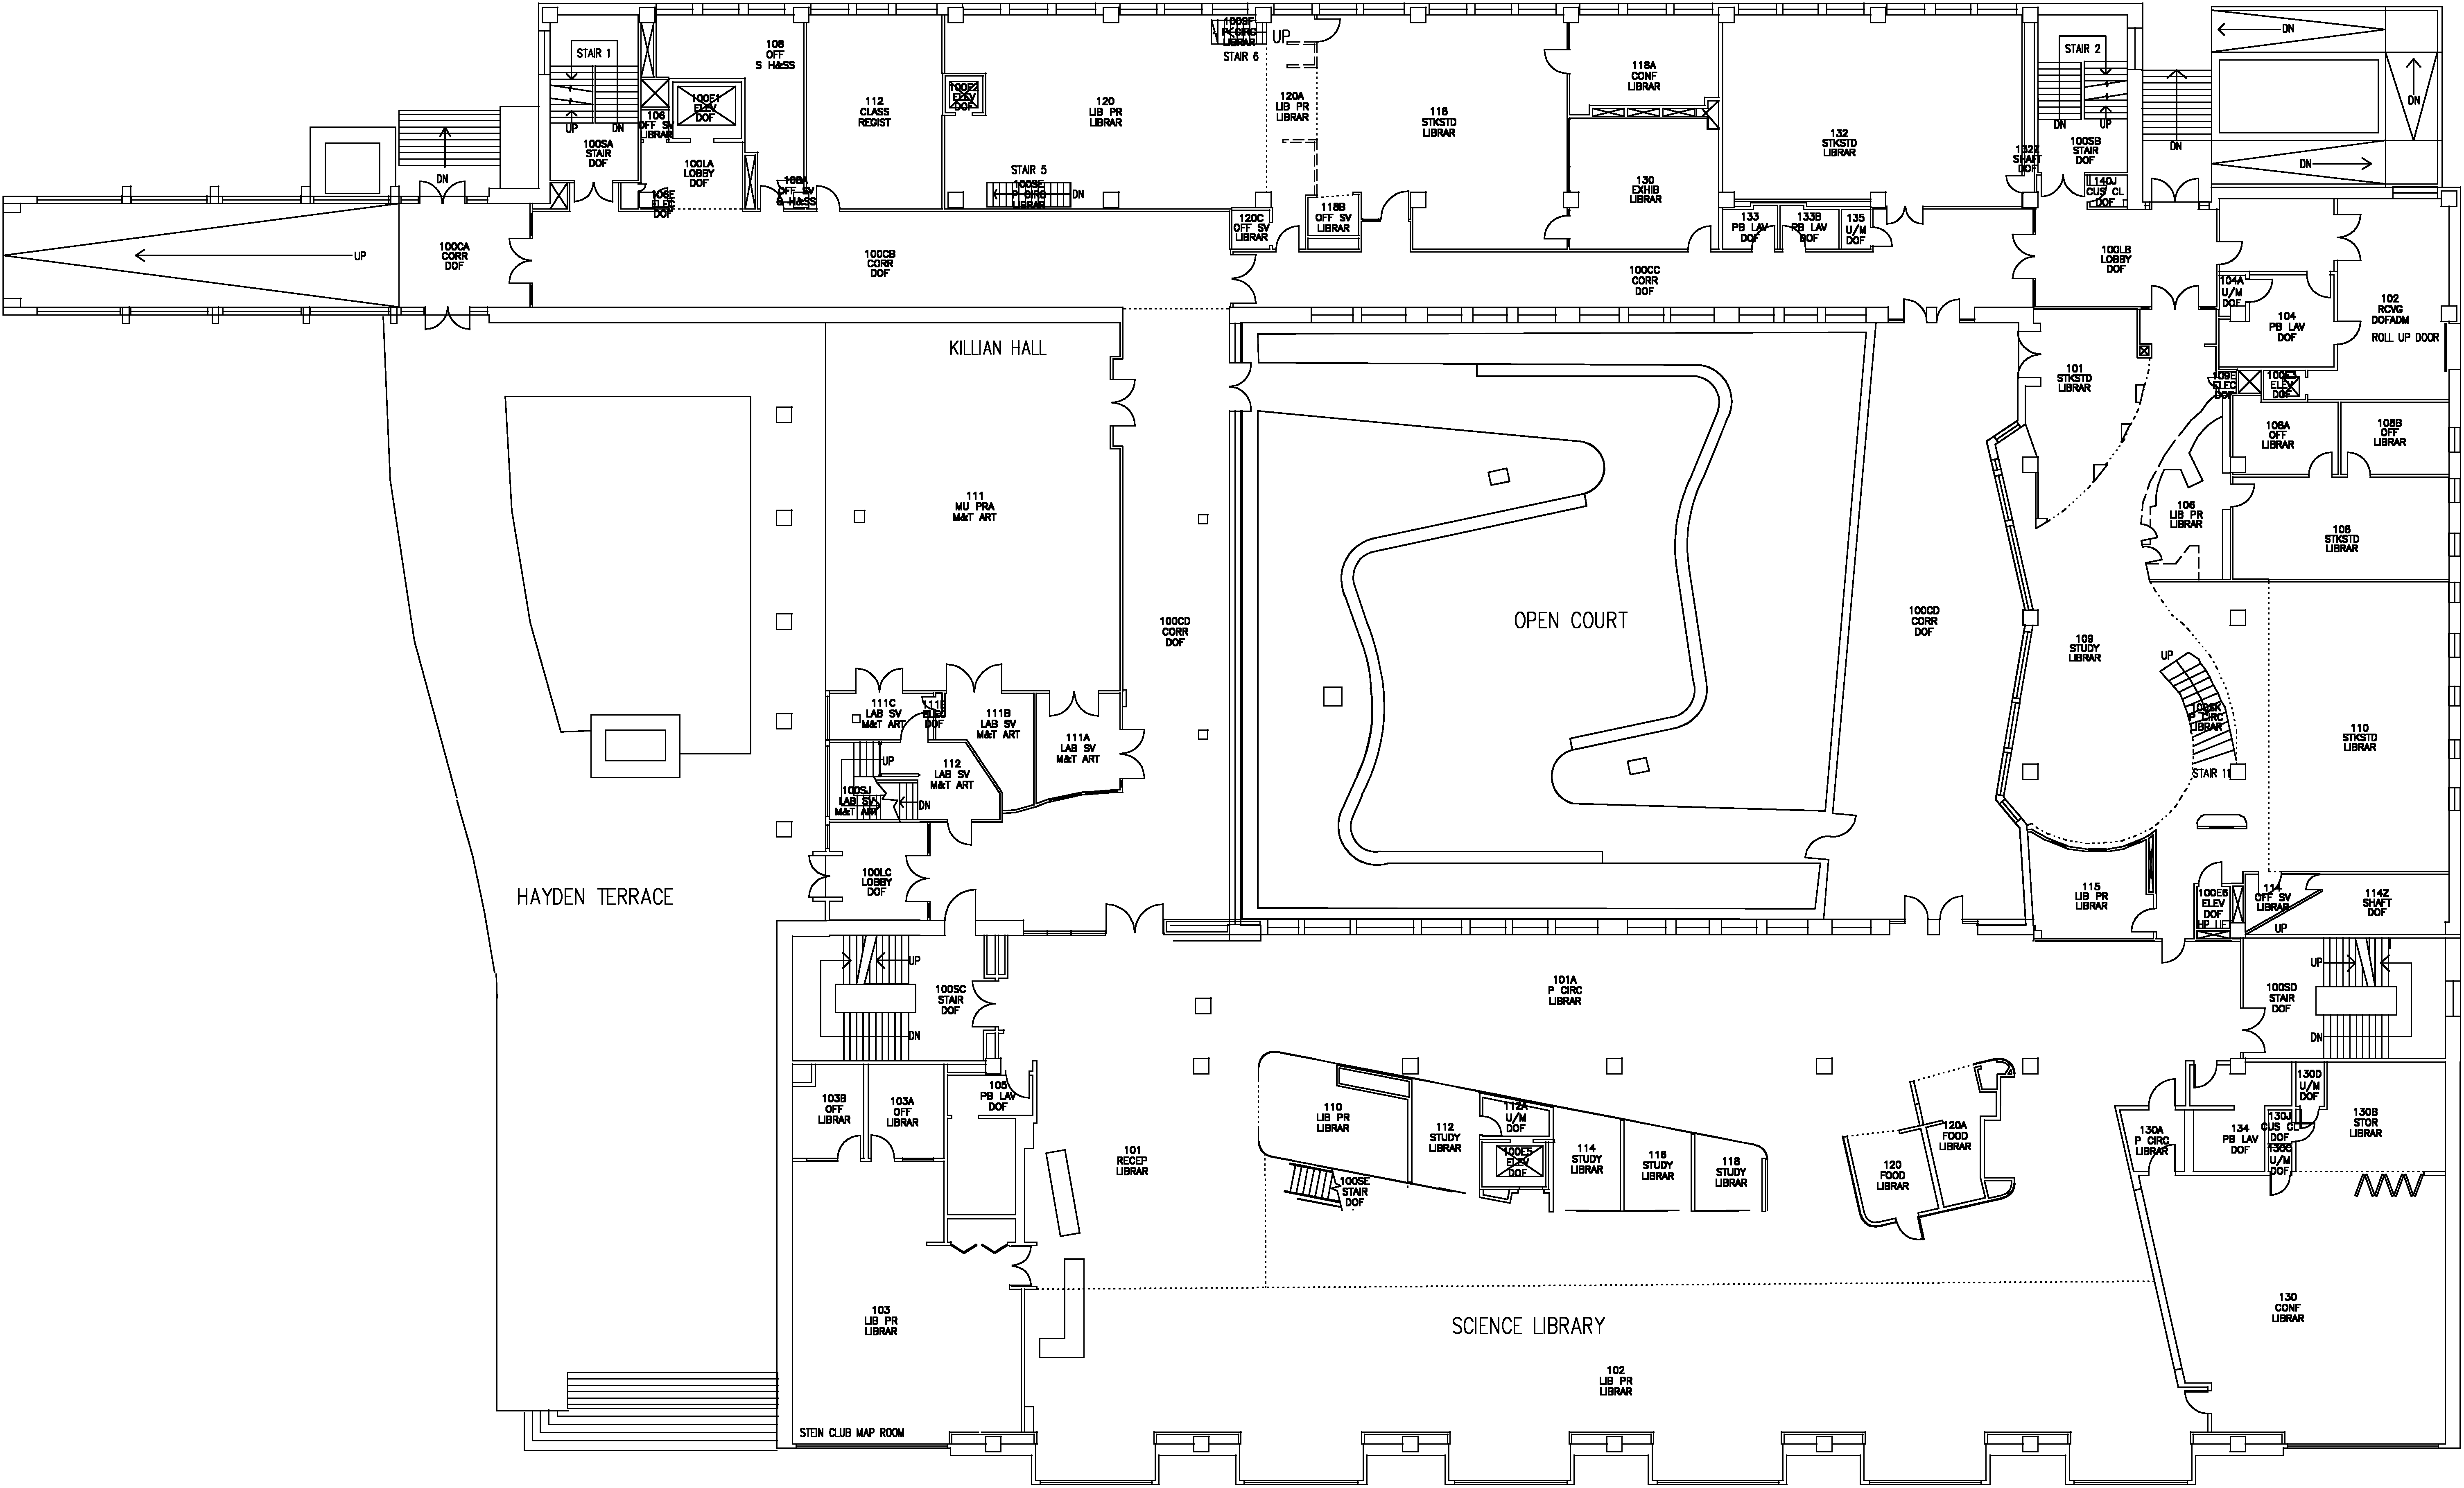 100SF
P CIRC
LIBRAR
UP
STAIR 6
DN
STAIR 1
UP
DN
100SA
STAIR
DOF
108
OFF
S H&SS
100E1
ELEV
DOF
106
OFF SV
LIBRAR
100LA
LOBBY
DOF
ELEC
DOF
108A
OFF SV
S H&SS
112
CLASS
REGIST
100E2
ELEV
DOF
120
LIB PR
LIBRAR
STAIR 5
100SE
P CIRC
LIBRAR
DN
120A
LIB PR
LIBRAR
118
STKSTD
LIBRAR
118A
CONF
LIBRAR
130
EXHIB
LIBRAR
132
STKSTD
LIBRAR
132Z
SHAFT
DOF
STAIR 2
DN
UP
100SB
STAIR
DOF
140J
CUS CL
DOF
DN
DN
DN
DN
UP
100CA
CORR
DOF
100CB
CORR
DOF
120C
OFF SV
LIBRAR
118B
OFF SV
LIBRAR
133
PB LAV
DOF
133B
PB LAV
DOF
135
U/M
DOF
100CC
CORR
DOF
100LB
LOBBY
DOF
104A
U/M
DOF
104
PB LAV
DOF
102
RCVG
DOFADM
ROLL UP DOOR
KILLIAN HALL
101
STKSTD
LIBRAR
109E
ELEC
DOF
100E3
ELEV
DOF
108A
OFF
LIBRAR
108B
OFF
LIBRAR
111
MU PRA
M&T ART
106
LIB PR
LIBRAR
108
STKSTD
LIBRAR
100CD
CORR
DOF
OPEN COURT
100CD
CORR
DOF
109
STUDY
LIBRAR
UP
100SK
P CIRC
LIBRAR
STAIR 11
110
STKSTD
LIBRAR
111C
LAB SV
M&T ART
111E
ELEC
DOF
111B
LAB SV
M&T ART
111A
LAB SV
M&T ART
UP
112
LAB SV
M&T ART
100SJ
LAB SV
M&T ART
DN
HAYDEN TERRACE
100LC
LOBBY
DOF
115
LIB PR
LIBRAR
100E6
ELEV
DOF
HP LIF
114
OFF SV
LIBRAR
UP
114Z
SHAFT
DOF
UP
100SC
STAIR
DOF
DN
101A
P CIRC
LIBRAR
UP
100SD
STAIR
DOF
DN
103B
OFF
LIBRAR
103A
OFF
LIBRAR
105
PB LAV
DOF
101
RECEP
LIBRAR
110
LIB PR
LIBRAR
100SE
STAIR
DOF
112
STUDY
LIBRAR
112A
U/M
DOF
100E5
ELEV
DOF
114
STUDY
LIBRAR
116
STUDY
LIBRAR
118
STUDY
LIBRAR
120
FOOD
LIBRAR
120A
FOOD
LIBRAR
130A
P CIRC
LIBRAR
134
PB LAV
DOF
130D
U/M
DOF
130J
CUS CL
DOF
130C
U/M
DOF
130B
STOR
LIBRAR
103
LIB PR
LIBRAR
130
CONF
LIBRAR
SCIENCE LIBRARY
102
LIB PR
LIBRAR
STEIN CLUB MAP ROOM